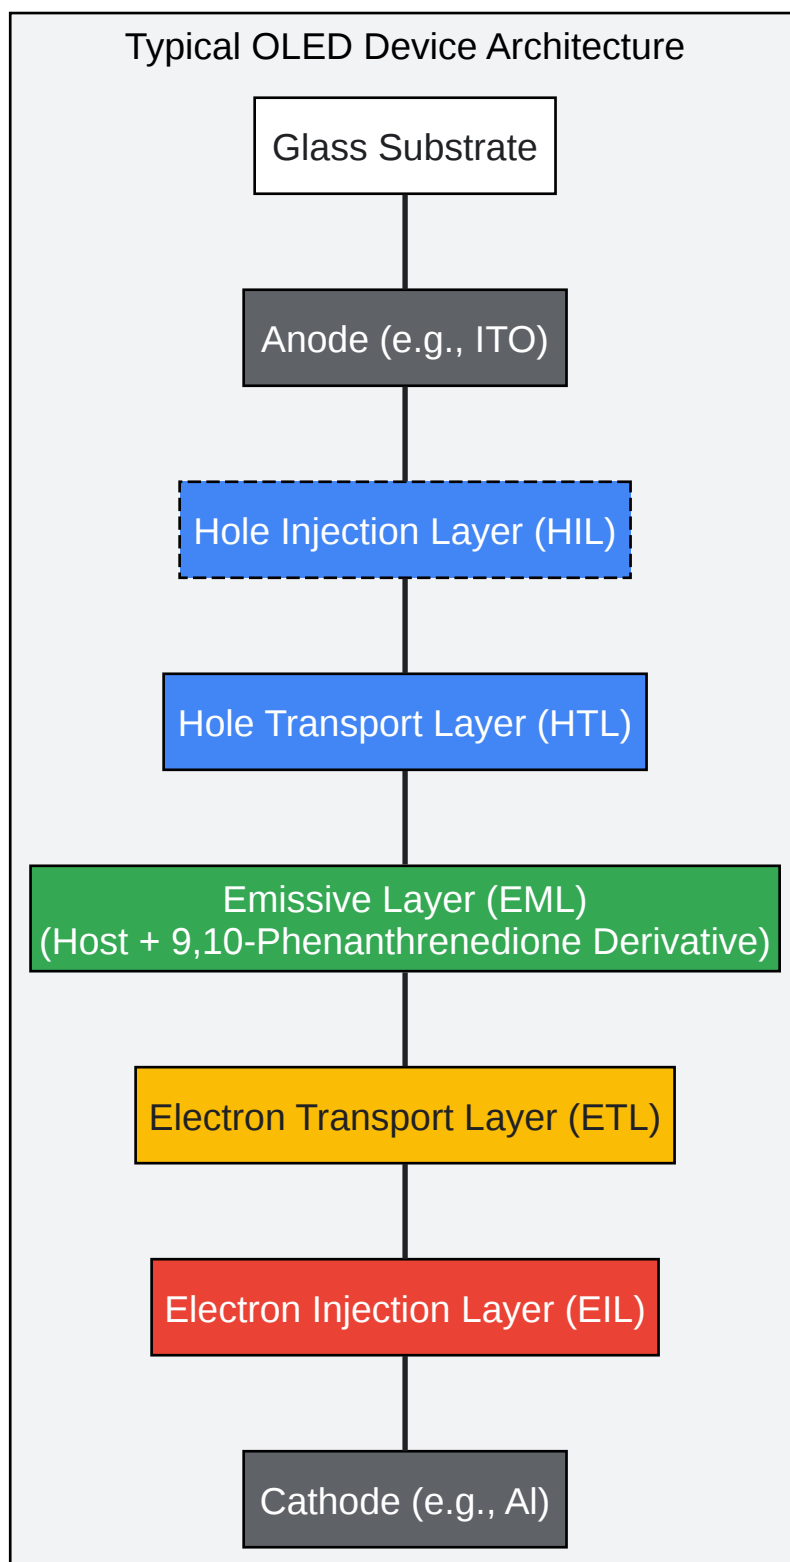 Typical OLED Device Architecture
Glass Substrate
Anode (e.g., ITO)
Hole Injection Layer (HIL)
Hole Transport Layer (HTL)
Emissive Layer (EML)
(Host + 9,10-Phenanthrenedione Derivative)
Electron Transport Layer (ETL)
Electron Injection Layer (EIL)
Cathode (e.g., Al)